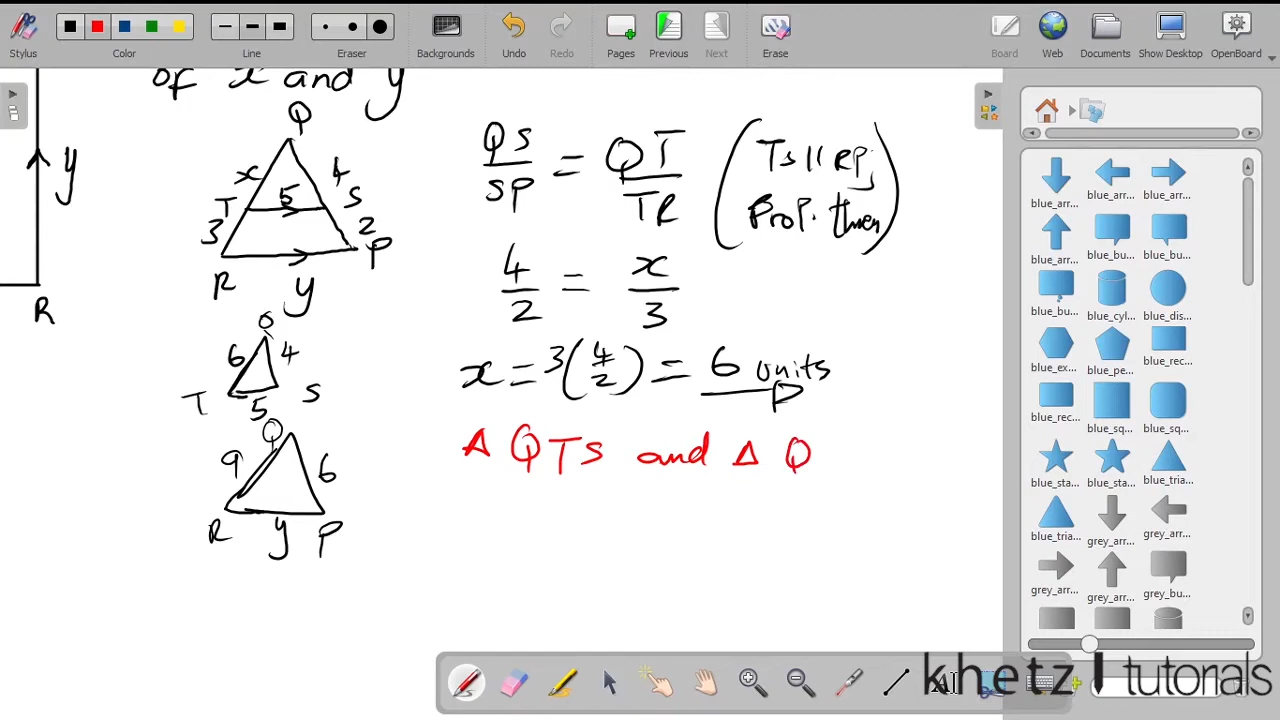 Stylus
Color
Line
Eraser
Backgrounds
Undo
Redo
Pages
Previous
Next
Erase
Board
Web
Documents
Show Desktop
OpenBoard
of x and y
y
R
Q
x 4
T 5 S
3 2
R y P
QS/SP = QT/TR (TS || RP; Prop. thm)
4/2 = x/3
x = 3(4/2) = 6 units
Q
6 4
T 5 S
Q
9 6
R y P
Δ QTS and Δ Q
blue_arr... blue_arr... blue_arr...
blue_arr... blue_bu... blue_bu...
blue_bu... blue_cyl... blue_dis...
blue_ex... blue_pe... blue_rec...
blue_rec... blue_sq... blue_sq...
blue_sta... blue_sta... blue_tria...
blue_tria... grey_arr... grey_arr...
grey_arr... grey_arr... grey_bu...
khetz tutorials